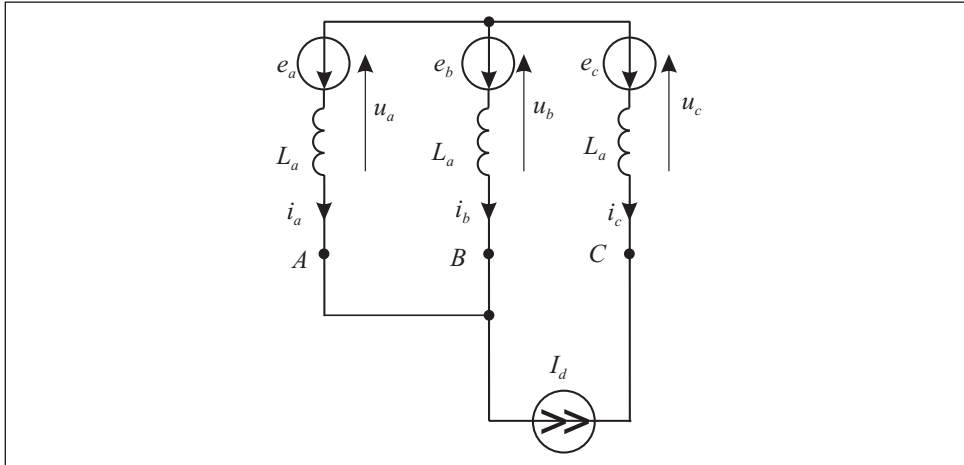 e_a e_b e_c
u_a u_b u_c
L_a L_a L_a
i_a i_b i_c
A B C
I_d